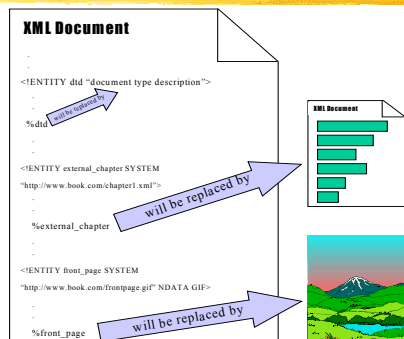 XML Document
.
.
<!ENTITY dtd “document type description”>
.
.
will be replaced by
%dtd
.
.
<!ENTITY external_chapter SYSTEM
“http://www.book.com/chapter1.xml”>
.
.
will be replaced by
%external_chapter
.
.
<!ENTITY front_page SYSTEM
“http://www.book.com/frontpage.gif” NDATA GIF>
.
.
will be replaced by
%front_page
XML Document